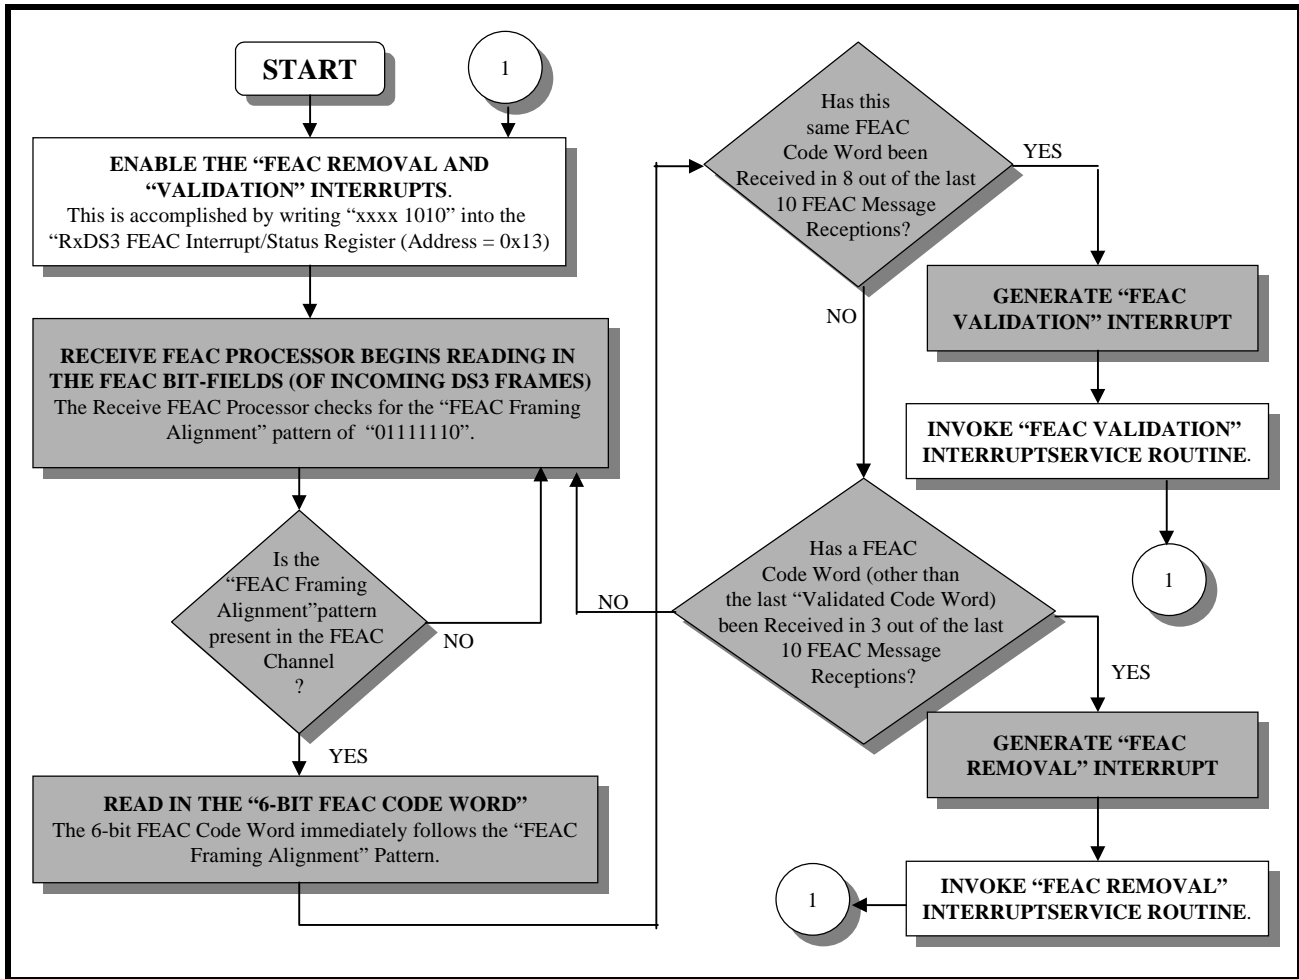 START
1
ENABLE THE “FEAC REMOVAL AND
“VALIDATION” INTERRUPTS.
This is accomplished by writing “xxxx 1010” into the
“RxDS3 FEAC Interrupt/Status Register (Address = 0x13)
RECEIVE FEAC PROCESSOR BEGINS READING IN
THE FEAC BIT-FIELDS (OF INCOMING DS3 FRAMES)
The Receive FEAC Processor checks for the “FEAC Framing
Alignment” pattern of “01111110”.
Is the
“FEAC Framing
Alignment”pattern
present in the FEAC
Channel
?
NO
YES
READ IN THE “6-BIT FEAC CODE WORD”
The 6-bit FEAC Code Word immediately follows the “FEAC
Framing Alignment” Pattern.
Has this
same FEAC
Code Word been
Received in 8 out of the last
10 FEAC Message
Receptions?
YES
NO
GENERATE “FEAC
VALIDATION” INTERRUPT
INVOKE “FEAC VALIDATION”
INTERRUPTSERVICE ROUTINE.
1
Has a FEAC
Code Word (other than
the last “Validated Code Word)
been Received in 3 out of the last
10 FEAC Message
Receptions?
NO
YES
GENERATE “FEAC
REMOVAL” INTERRUPT
INVOKE “FEAC REMOVAL”
INTERRUPTSERVICE ROUTINE.
1